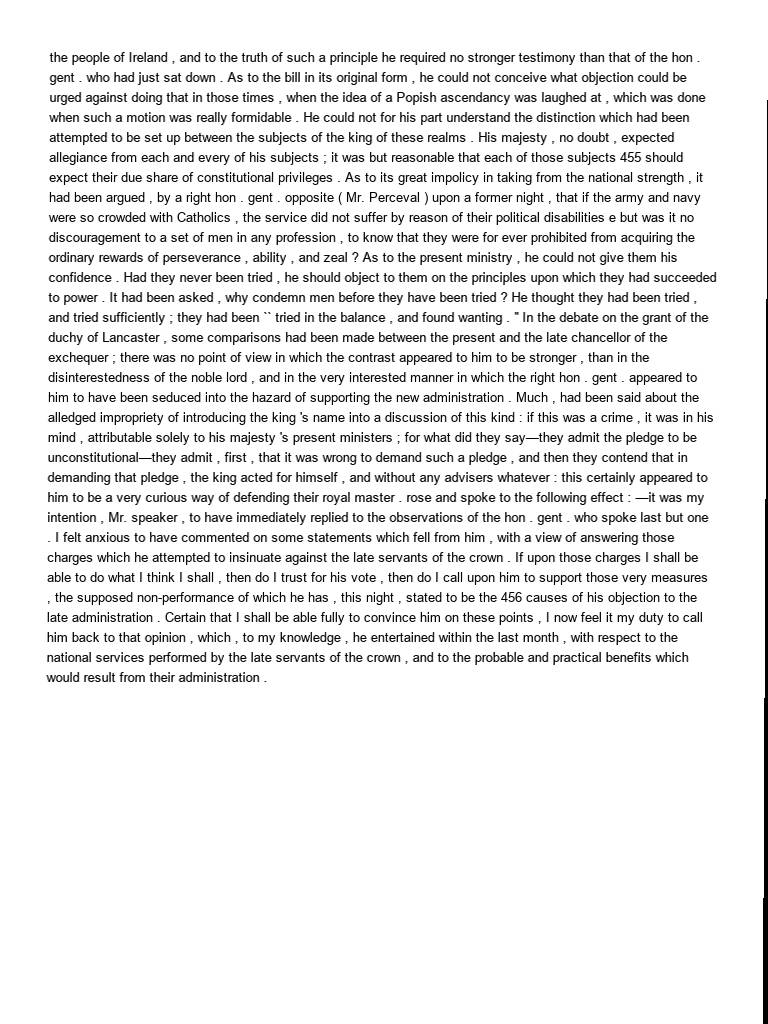 the people of Ireland , and to the truth of such a principle he required no stronger testimony than that of the hon .
gent . who had just sat down . As to the bill in its original form , he could not conceive what objection could be
urged against doing that in those times , when the idea of a Popish ascendancy was laughed at , which was done
when such a motion was really formidable . He could not for his part understand the distinction which had been
attempted to be set up between the subjects of the king of these realms . His majesty , no doubt , expected
allegiance from each and every of his subjects ; it was but reasonable that each of those subjects 455 should
expect their due share of constitutional privileges . As to its great impolicy in taking from the national strength , it
had been argued , by a right hon . gent . opposite ( Mr. Perceval ) upon a former night , that if the army and navy
were so crowded with Catholics , the service did not suffer by reason of their political disabilities e but was it no
discouragement to a set of men in any profession , to know that they were for ever prohibited from acquiring the
ordinary rewards of perseverance , ability , and zeal ? As to the present ministry , he could not give them his
confidence . Had they never been tried , he should object to them on the principles upon which they had succeeded
to power . It had been asked , why condemn men before they have been tried ? He thought they had been tried ,
and tried sufficiently ; they had been `` tried in the balance , and found wanting . '' In the debate on the grant of the
duchy of Lancaster , some comparisons had been made between the present and the late chancellor of the
exchequer ; there was no point of view in which the contrast appeared to him to be stronger , than in the
disinterestedness of the noble lord , and in the very interested manner in which the right hon . gent . appeared to
him to have been seduced into the hazard of supporting the new administration . Much , had been said about the
alledged impropriety of introducing the king 's name into a discussion of this kind : if this was a crime , it was in his
mind , attributable solely to his majesty 's present ministers ; for what did they say—they admit the pledge to be
unconstitutional—they admit , first , that it was wrong to demand such a pledge , and then they contend that in
demanding that pledge , the king acted for himself , and without any advisers whatever : this certainly appeared to
him to be a very curious way of defending their royal master . rose and spoke to the following effect : —it was my
intention , Mr. speaker , to have immediately replied to the observations of the hon . gent . who spoke last but one
. I felt anxious to have commented on some statements which fell from him , with a view of answering those
charges which he attempted to insinuate against the late servants of the crown . If upon those charges I shall be
able to do what I think I shall , then do I trust for his vote , then do I call upon him to support those very measures
, the supposed non-performance of which he has , this night , stated to be the 456 causes of his objection to the
late administration . Certain that I shall be able fully to convince him on these points , I now feel it my duty to call
him back to that opinion , which , to my knowledge , he entertained within the last month , with respect to the
national services performed by the late servants of the crown , and to the probable and practical benefits which
would result from their administration .